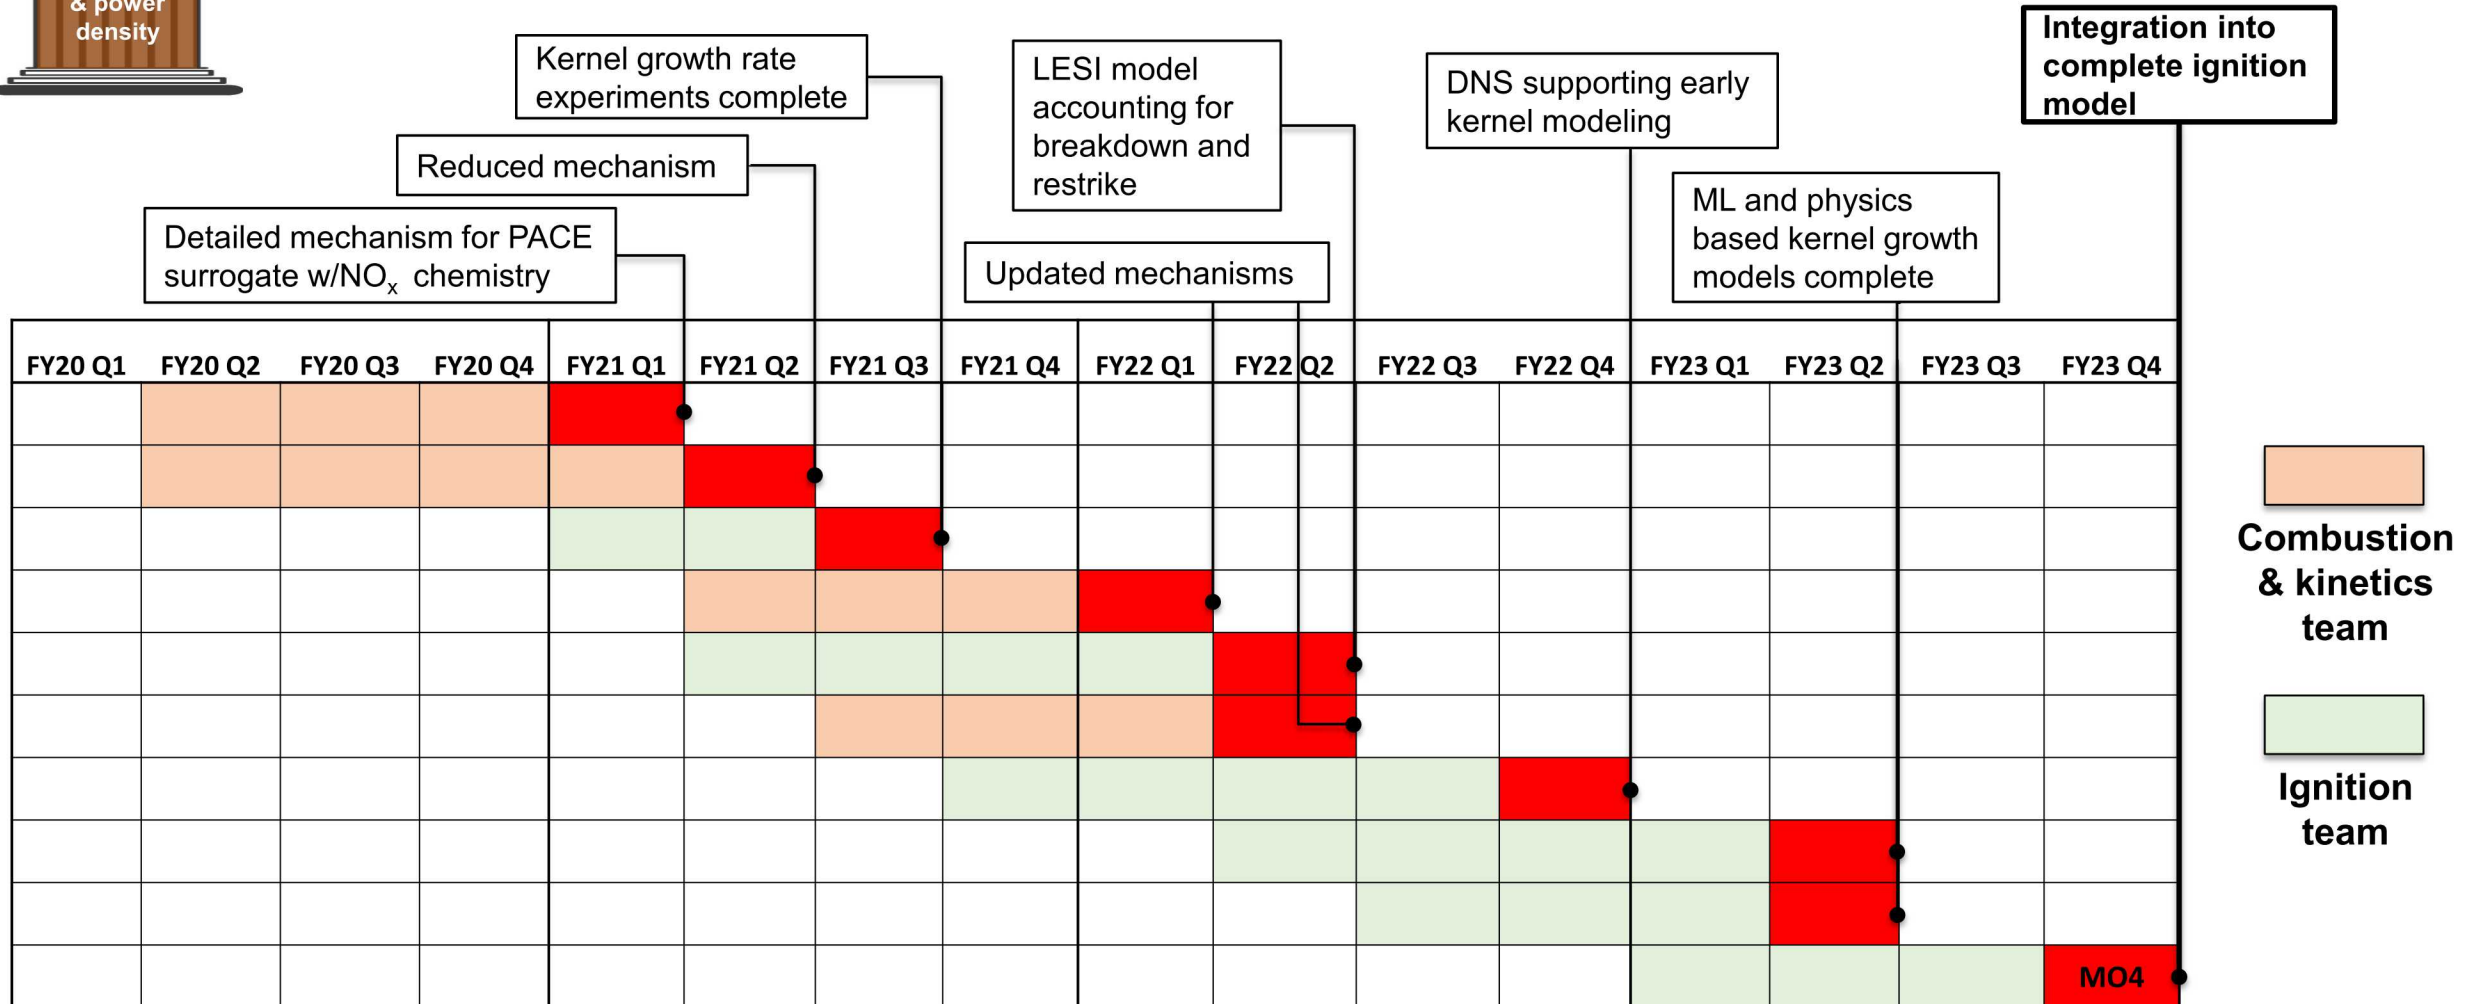 & power
density
Integration into
complete ignition
model
Kernel growth rate
experiments complete
LESI model
accounting for
breakdown and
restrike
DNS supporting early
kernel modeling
Reduced mechanism
ML and physics
based kernel growth
models complete
Detailed mechanism for PACE
surrogate w/NOx chemistry
Updated mechanisms
FY20 Q1 FY20 Q2 FY20 Q3 FY20 Q4 FY21 Q1 FY21 Q2 FY21 Q3 FY21 Q4 FY22 Q1 FY22 Q2 FY22 Q3 FY22 Q4 FY23 Q1 FY23 Q2 FY23 Q3 FY23 Q4
Combustion
& kinetics
team
Ignition
team
MO4